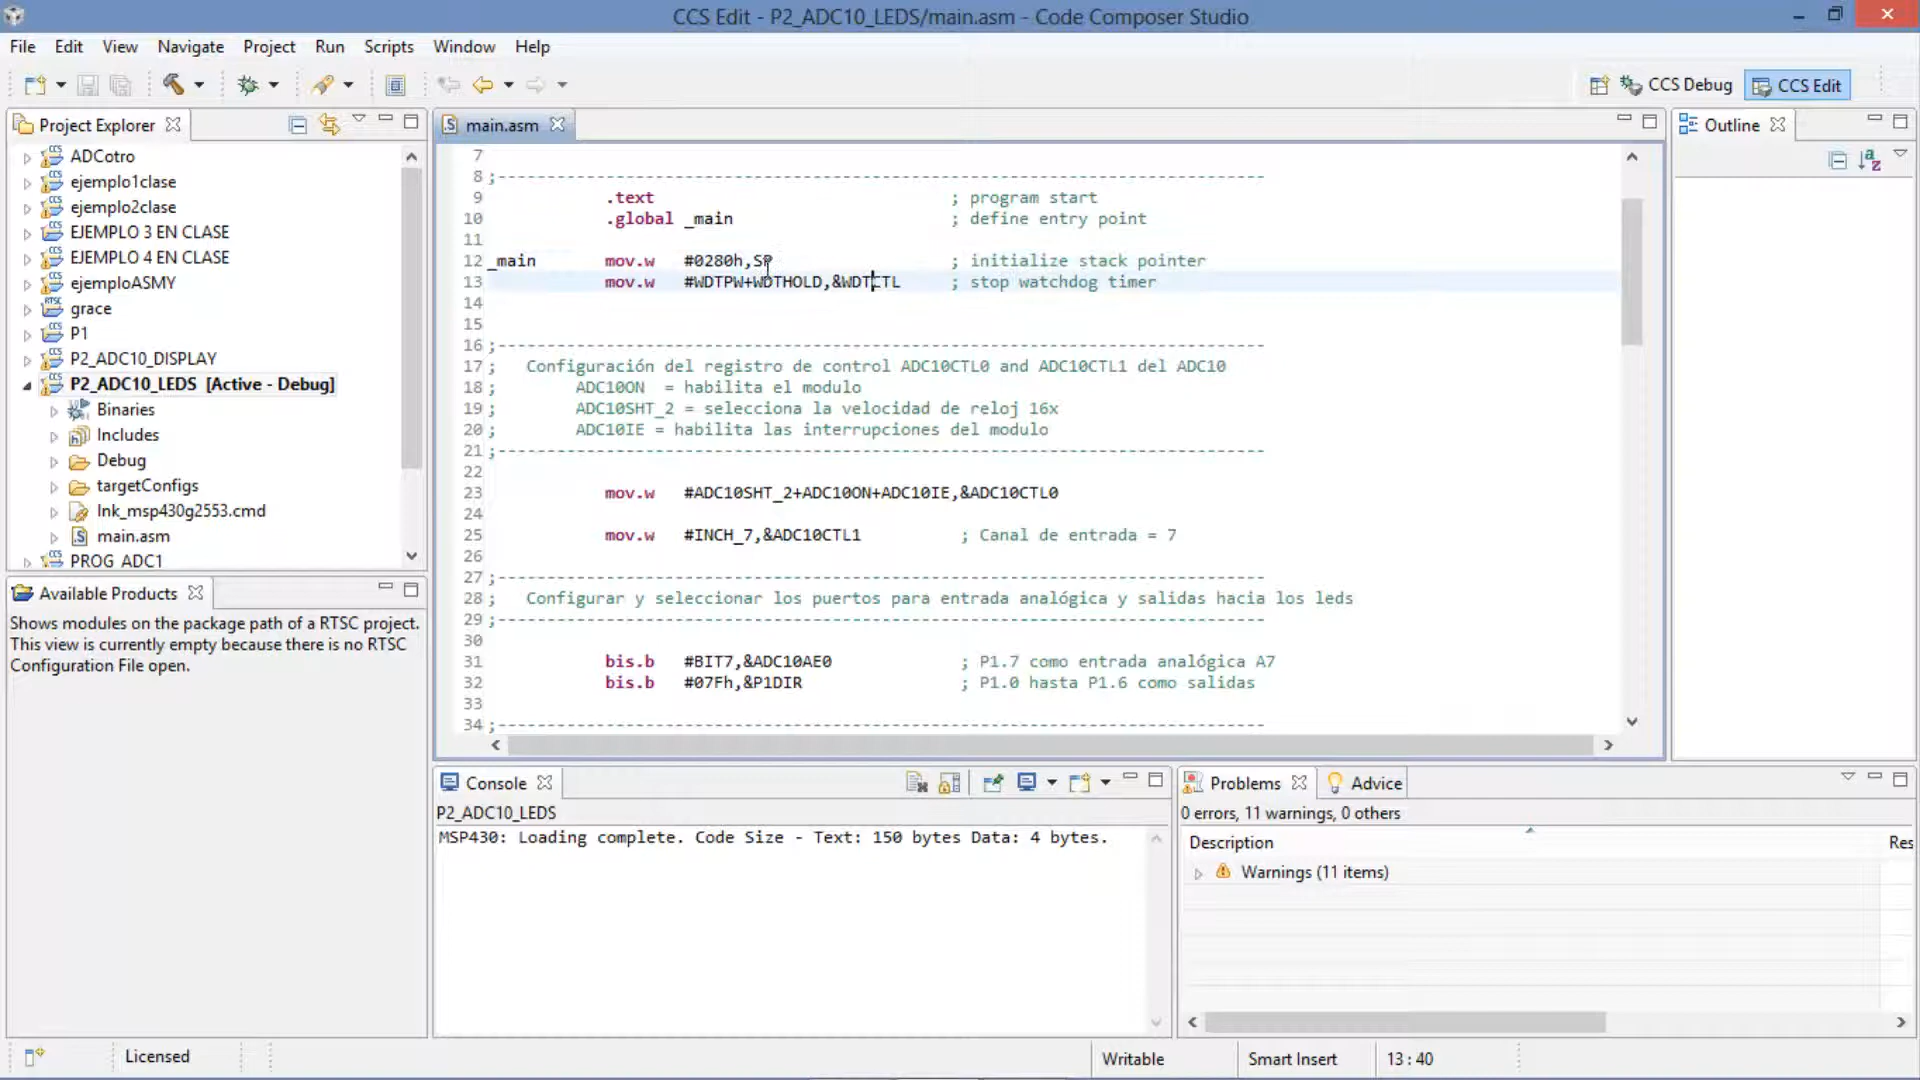 CCS Edit - P2_ADC10_LEDS/main.asm - Code Composer Studio
File Edit View Navigate Project Run Scripts Window Help
CCS Debug CCS Edit
Project Explorer
ADCotro
ejemplo1clase
ejemplo2clase
EJEMPLO 3 EN CLASE
EJEMPLO 4 EN CLASE
ejemploASMY
grace
P1
P2_ADC10_DISPLAY
P2_ADC10_LEDS [Active - Debug]
Binaries
Includes
Debug
targetConfigs
lnk_msp430g2553.cmd
main.asm
PROG ADC1
Available Products
Shows modules on the package path of a RTSC project.
This view is currently empty because there is no RTSC
Configuration File open.
main.asm
7
8 ;-------------------------------------------------------------------------------
9 .text ; program start
10 .global _main ; define entry point
11
12 _main mov.w #0280h,SP ; initialize stack pointer
13 mov.w #WDTPW+WDTHOLD,&WDTCTL ; stop watchdog timer
14
15
16 ;-------------------------------------------------------------------------------
17 ; Configuración del registro de control ADC10CTL0 and ADC10CTL1 del ADC10
18 ; ADC10ON = habilita el modulo
19 ; ADC10SHT_2 = selecciona la velocidad de reloj 16x
20 ; ADC10IE = habilita las interrupciones del modulo
21 ;-------------------------------------------------------------------------------
22
23 mov.w #ADC10SHT_2+ADC10ON+ADC10IE,&ADC10CTL0
24
25 mov.w #INCH_7,&ADC10CTL1 ; Canal de entrada = 7
26
27 ;-------------------------------------------------------------------------------
28 ; Configurar y seleccionar los puertos para entrada analógica y salidas hacia los leds
29 ;-------------------------------------------------------------------------------
30
31 bis.b #BIT7,&ADC10AE0 ; P1.7 como entrada analógica A7
32 bis.b #07Fh,&P1DIR ; P1.0 hasta P1.6 como salidas
33
34 ;-------------------------------------------------------------------------------
Outline
Console
P2_ADC10_LEDS
MSP430: Loading complete. Code Size - Text: 150 bytes Data: 4 bytes.
Problems Advice
0 errors, 11 warnings, 0 others
Description Res
Warnings (11 items)
Licensed
Writable Smart Insert 13 : 40